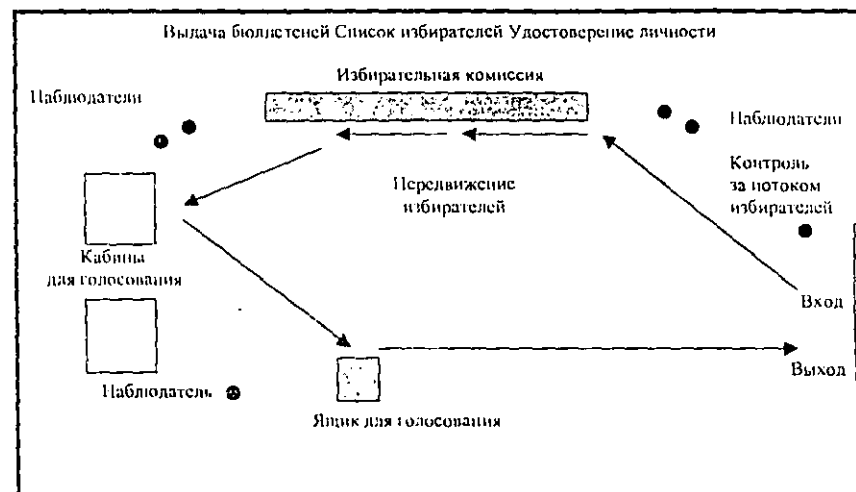 Выдача бюллетеней Список избирателей Удостоверение личности
Избирательная комиссия
Наблюдатели
Наблюдатели
Контроль
за потоком
избирателей
Передвижение
избирателей
Кабины
для голосования
Вход
Выход
Наблюдатель
Ящик для голосования